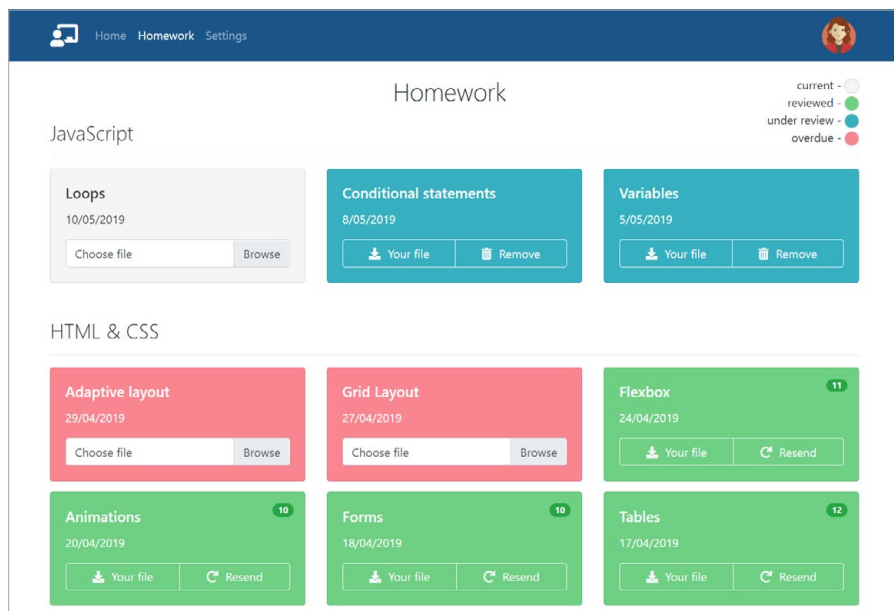 Home Homework Settings
Homework
current -
reviewed -
under review -
overdue -
JavaScript
Loops
10/05/2019
Choose file Browse
Conditional statements
8/05/2019
Your file Remove
Variables
5/05/2019
Your file Remove
HTML & CSS
Adaptive layout
29/04/2019
Choose file Browse
Grid Layout
27/04/2019
Choose file Browse
Flexbox 11
24/04/2019
Your file Resend
Animations 10
20/04/2019
Your file Resend
Forms 10
18/04/2019
Your file Resend
Tables 12
17/04/2019
Your file Resend